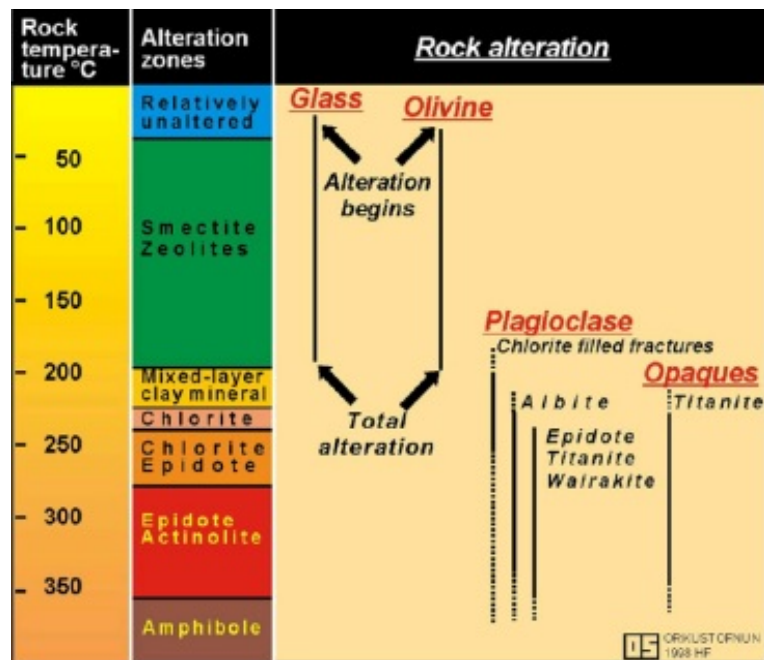 Rock
tempera-
ture °C
Alteration
zones
Rock alteration
50
100
150
200
250
300
350
Relatively
unaltered
Smectite
Zeolites
Mixed-layer
clay mineral
Chlorite
Chlorite
Epidote
Epidote
Actinolite
Amphibole
Glass
Olivine
Alteration
begins
Total
alteration
Plagioclase
Chlorite filled fractures
Albite
Epidote
Titanite
Wairakite
Opaques
Titanite
OS
ORKUSTOFNUN
1998 HF